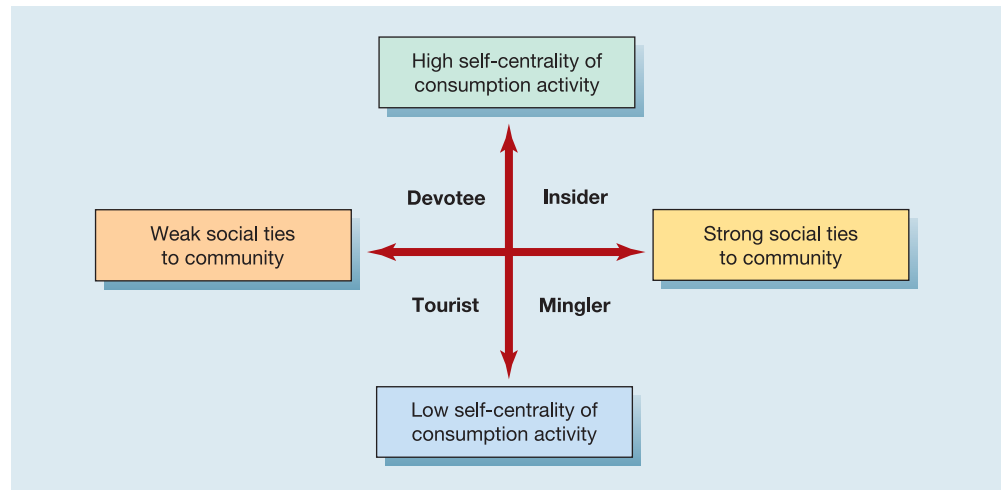 High self-centrality of
consumption activity
Devotee
Insider
Weak social ties
to community
Strong social ties
to community
Tourist
Mingler
Low self-centrality of
consumption activity